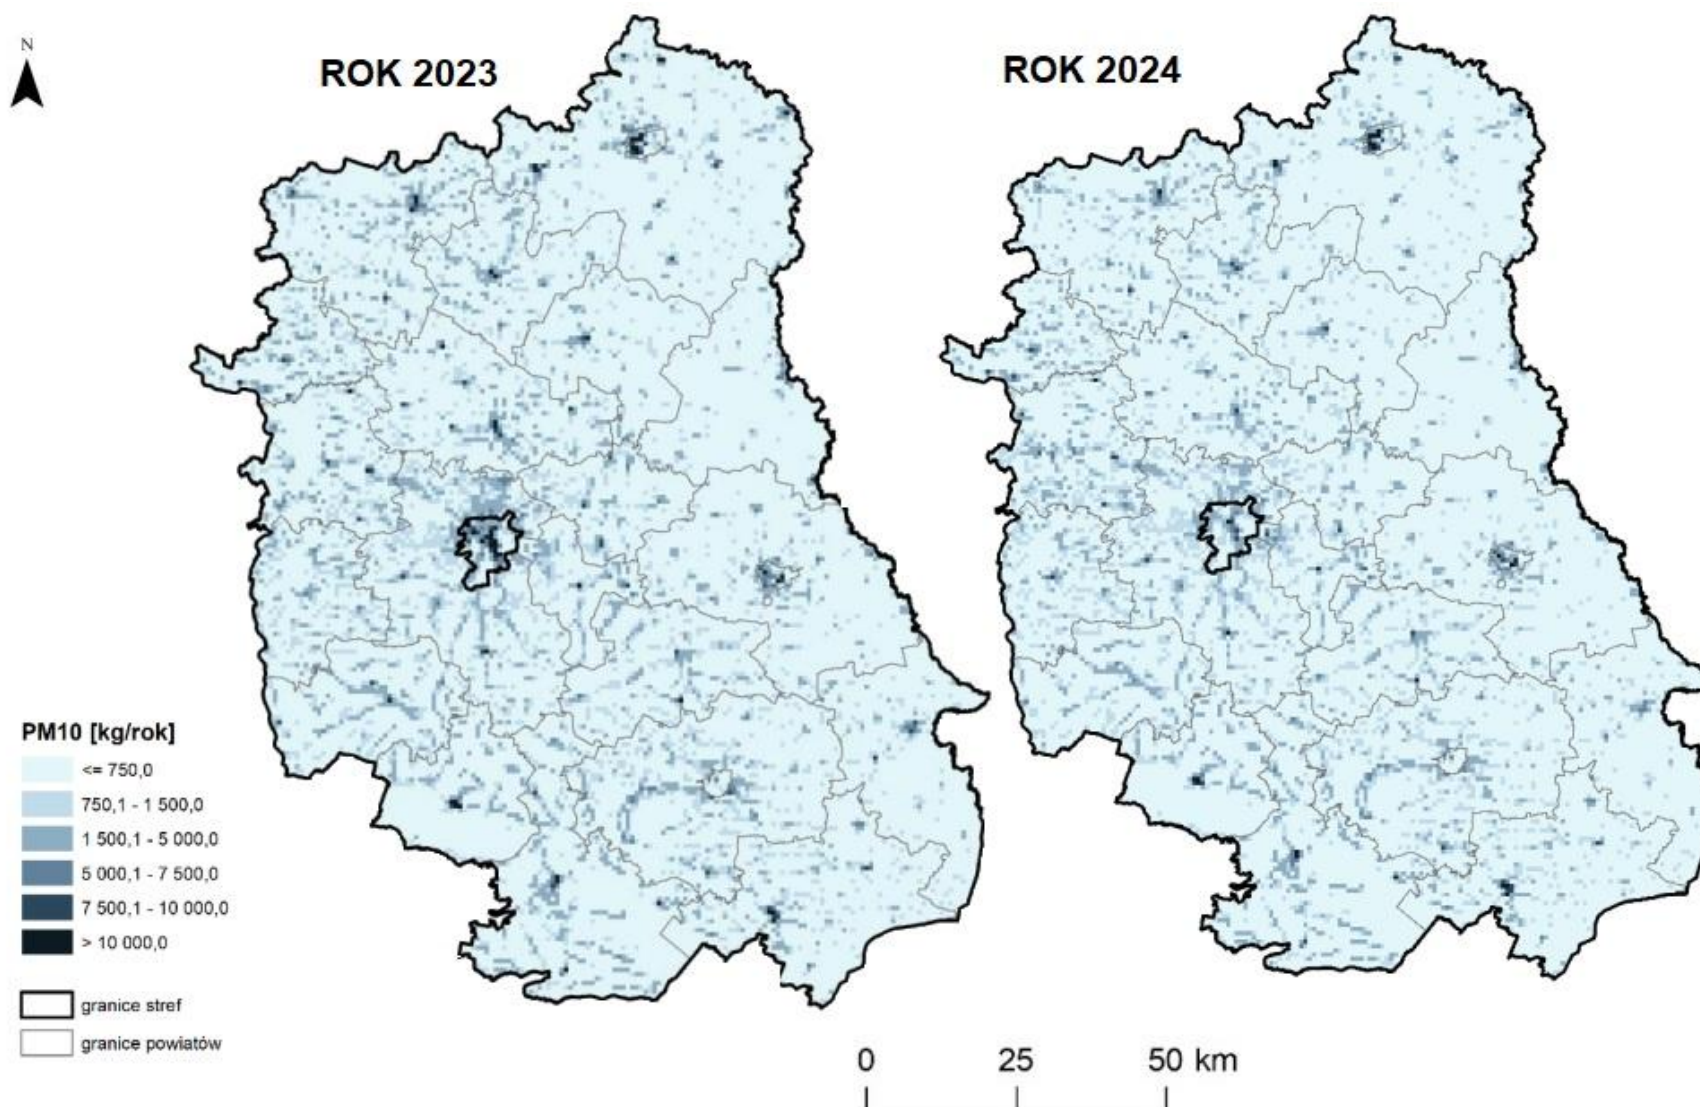 N
ROK 2023
ROK 2024
PM10 [kg/rok]
<= 750,0
750,1 - 1 500,0
1 500,1 - 5 000,0
5 000,1 - 7 500,0
7 500,1 - 10 000,0
> 10 000,0
granice stref
granice powiatów
0 25 50 km